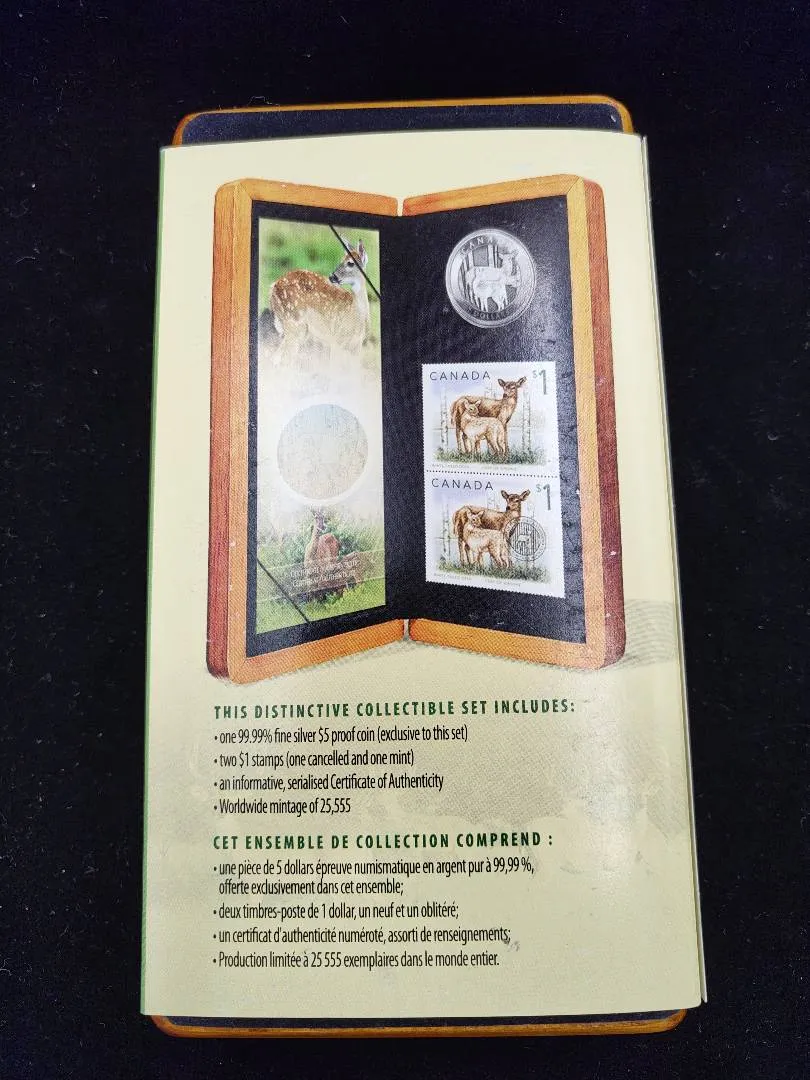 CANADA
DOLLARS
CANADA $1
CANADA $1
THIS DISTINCTIVE COLLECTIBLE SET INCLUDES:
• one 99.99% fine silver $5 proof coin (exclusive to this set)
• two $1 stamps (one cancelled and one mint)
• an informative, serialised Certificate of Authenticity
• Worldwide mintage of 25,555
CET ENSEMBLE DE COLLECTION COMPREND :
• une pièce de 5 dollars épreuve numismatique en argent pur à 99,99 %,
offerte exclusivement dans cet ensemble;
• deux timbres-poste de 1 dollar, un neuf et un oblitéré;
• un certificat d'authenticité numéroté, assorti de renseignements;
• Production limitée à 25 555 exemplaires dans le monde entier.